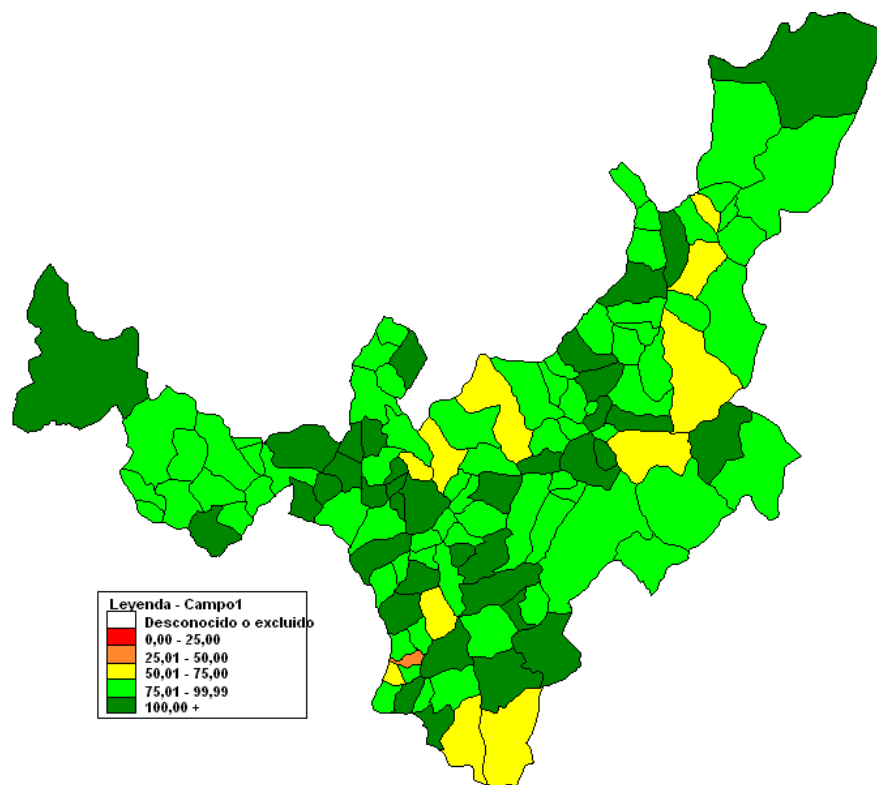 Leyenda - Campo1
Desconocido o excluido
0,00 - 25,00
25,01 - 50,00
50,01 - 75,00
75,01 - 99,99
100,00 +